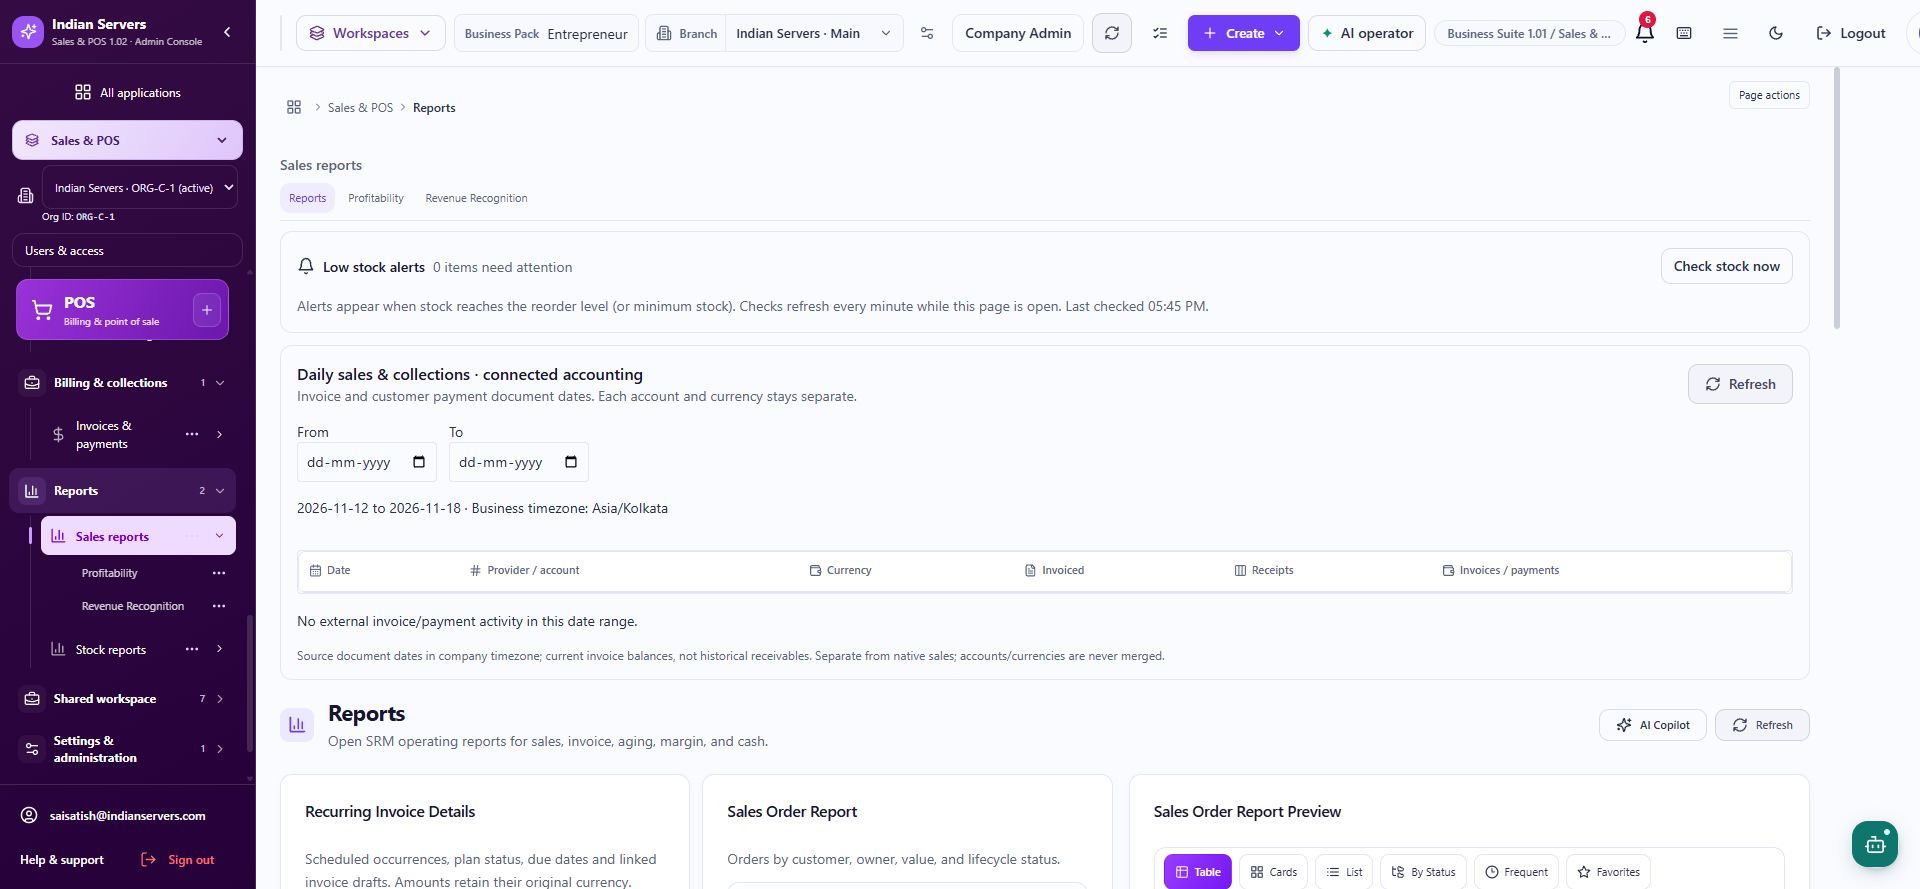 Indian Servers
Sales & POS 1.02 · Admin Console
All applications
Sales & POS
Indian Servers · ORG-C-1 (active)
Org ID: ORG-C-1
Users & access
POS
Billing & point of sale
Billing & collections 1
Invoices & payments
Reports 2
Sales reports
Profitability
Revenue Recognition
Stock reports
Shared workspace 7
Settings & administration 1
saisatish@indianservers.com
Help & support
Sign out
Workspaces
Business Pack Entrepreneur
Branch Indian Servers · Main
Company Admin
Create
AI operator
Business Suite 1.01 / Sales & ...
6
Logout
Sales & POS > Reports
Page actions
Sales reports
Reports Profitability Revenue Recognition
Low stock alerts 0 items need attention
Check stock now
Alerts appear when stock reaches the reorder level (or minimum stock). Checks refresh every minute while this page is open. Last checked 05:45 PM.
Daily sales & collections · connected accounting
Invoice and customer payment document dates. Each account and currency stays separate.
Refresh
From To
dd-mm-yyyy dd-mm-yyyy
2026-11-12 to 2026-11-18 · Business timezone: Asia/Kolkata
Date # Provider / account Currency Invoiced Receipts Invoices / payments
No external invoice/payment activity in this date range.
Source document dates in company timezone; current invoice balances, not historical receivables. Separate from native sales; accounts/currencies are never merged.
Reports
Open SRM operating reports for sales, invoice, aging, margin, and cash.
AI Copilot Refresh
Recurring Invoice Details
Scheduled occurrences, plan status, due dates and linked
invoice drafts. Amounts retain their original currency.
Sales Order Report
Orders by customer, owner, value, and lifecycle status.
Sales Order Report Preview
Table Cards List By Status Frequent Favorites